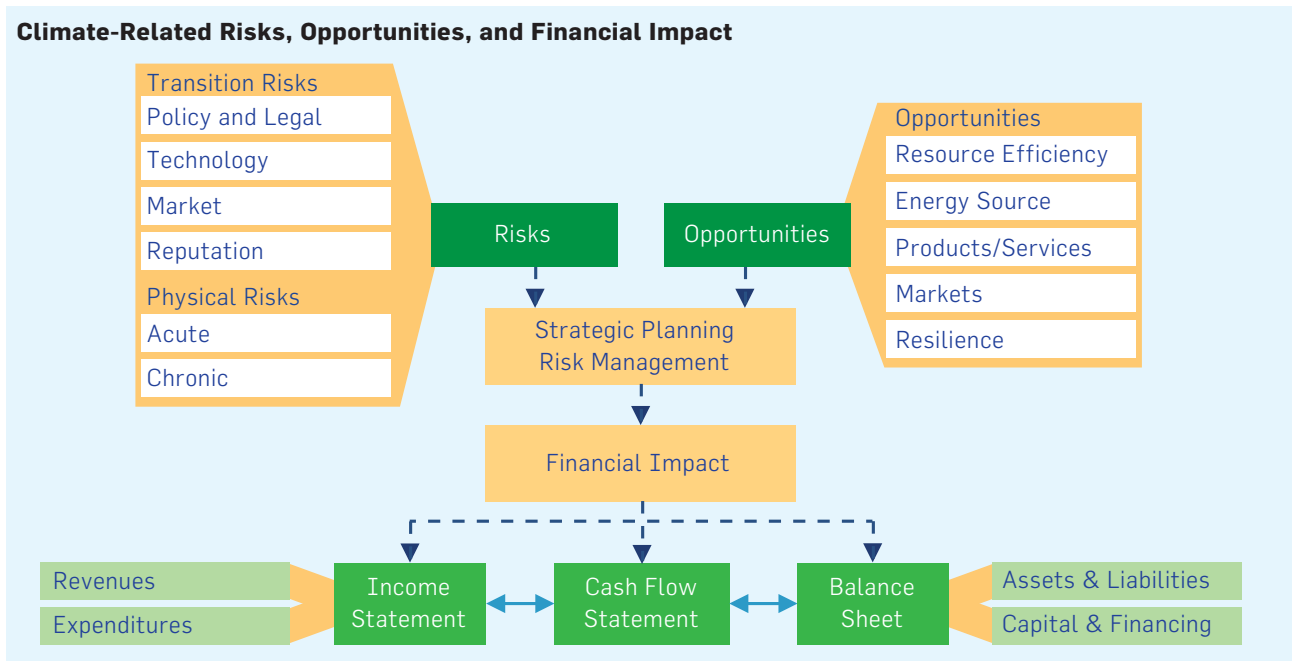 Climate-Related Risks, Opportunities, and Financial Impact
Transition Risks
Policy and Legal
Technology
Market
Reputation
Physical Risks
Acute
Chronic
Risks
Opportunities
Opportunities
Resource Efficiency
Energy Source
Products/Services
Markets
Resilience
Strategic Planning
Risk Management
Financial Impact
Revenues
Expenditures
Income
Statement
Cash Flow
Statement
Balance
Sheet
Assets & Liabilities
Capital & Financing